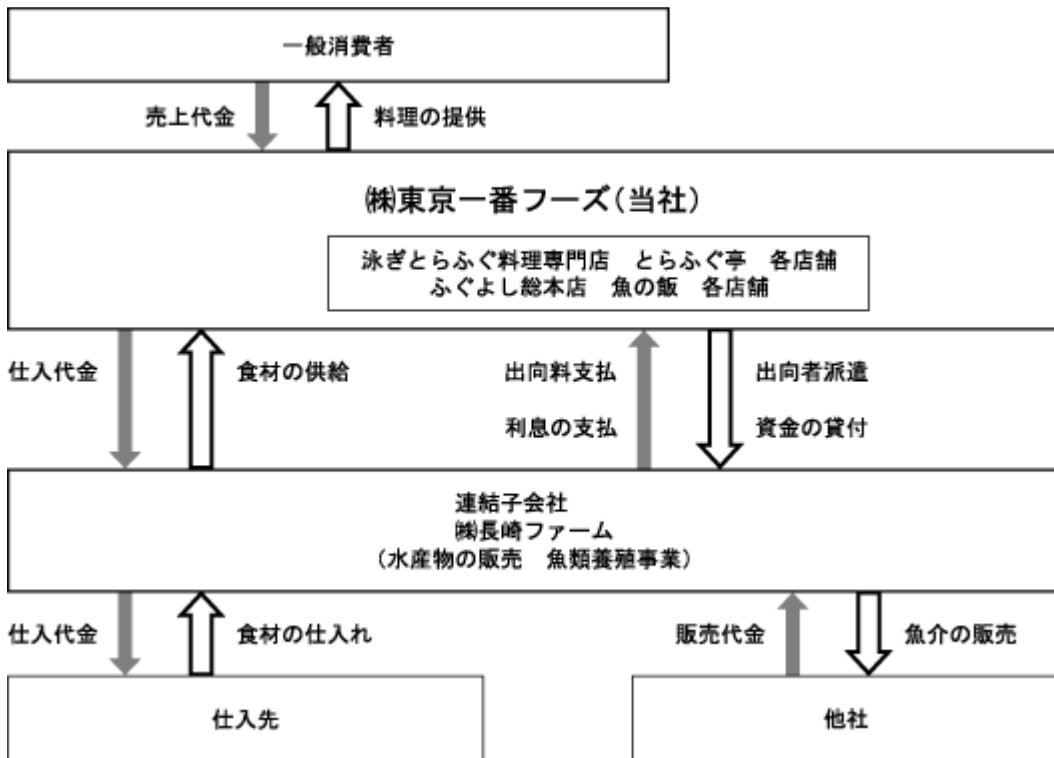 一般消費者
売上代金
料理の提供
㈱東京一番フーズ(当社)
泳ぎとらふぐ料理専門店　とらふぐ亭　各店舗
ふぐよし総本店　魚の飯　各店舗
仕入代金
食材の供給
出向料支払
出向者派遣
利息の支払
資金の貸付
連結子会社
㈱長崎ファーム
(水産物の販売　魚類養殖事業)
仕入代金
食材の仕入れ
販売代金
魚介の販売
仕入先
他社